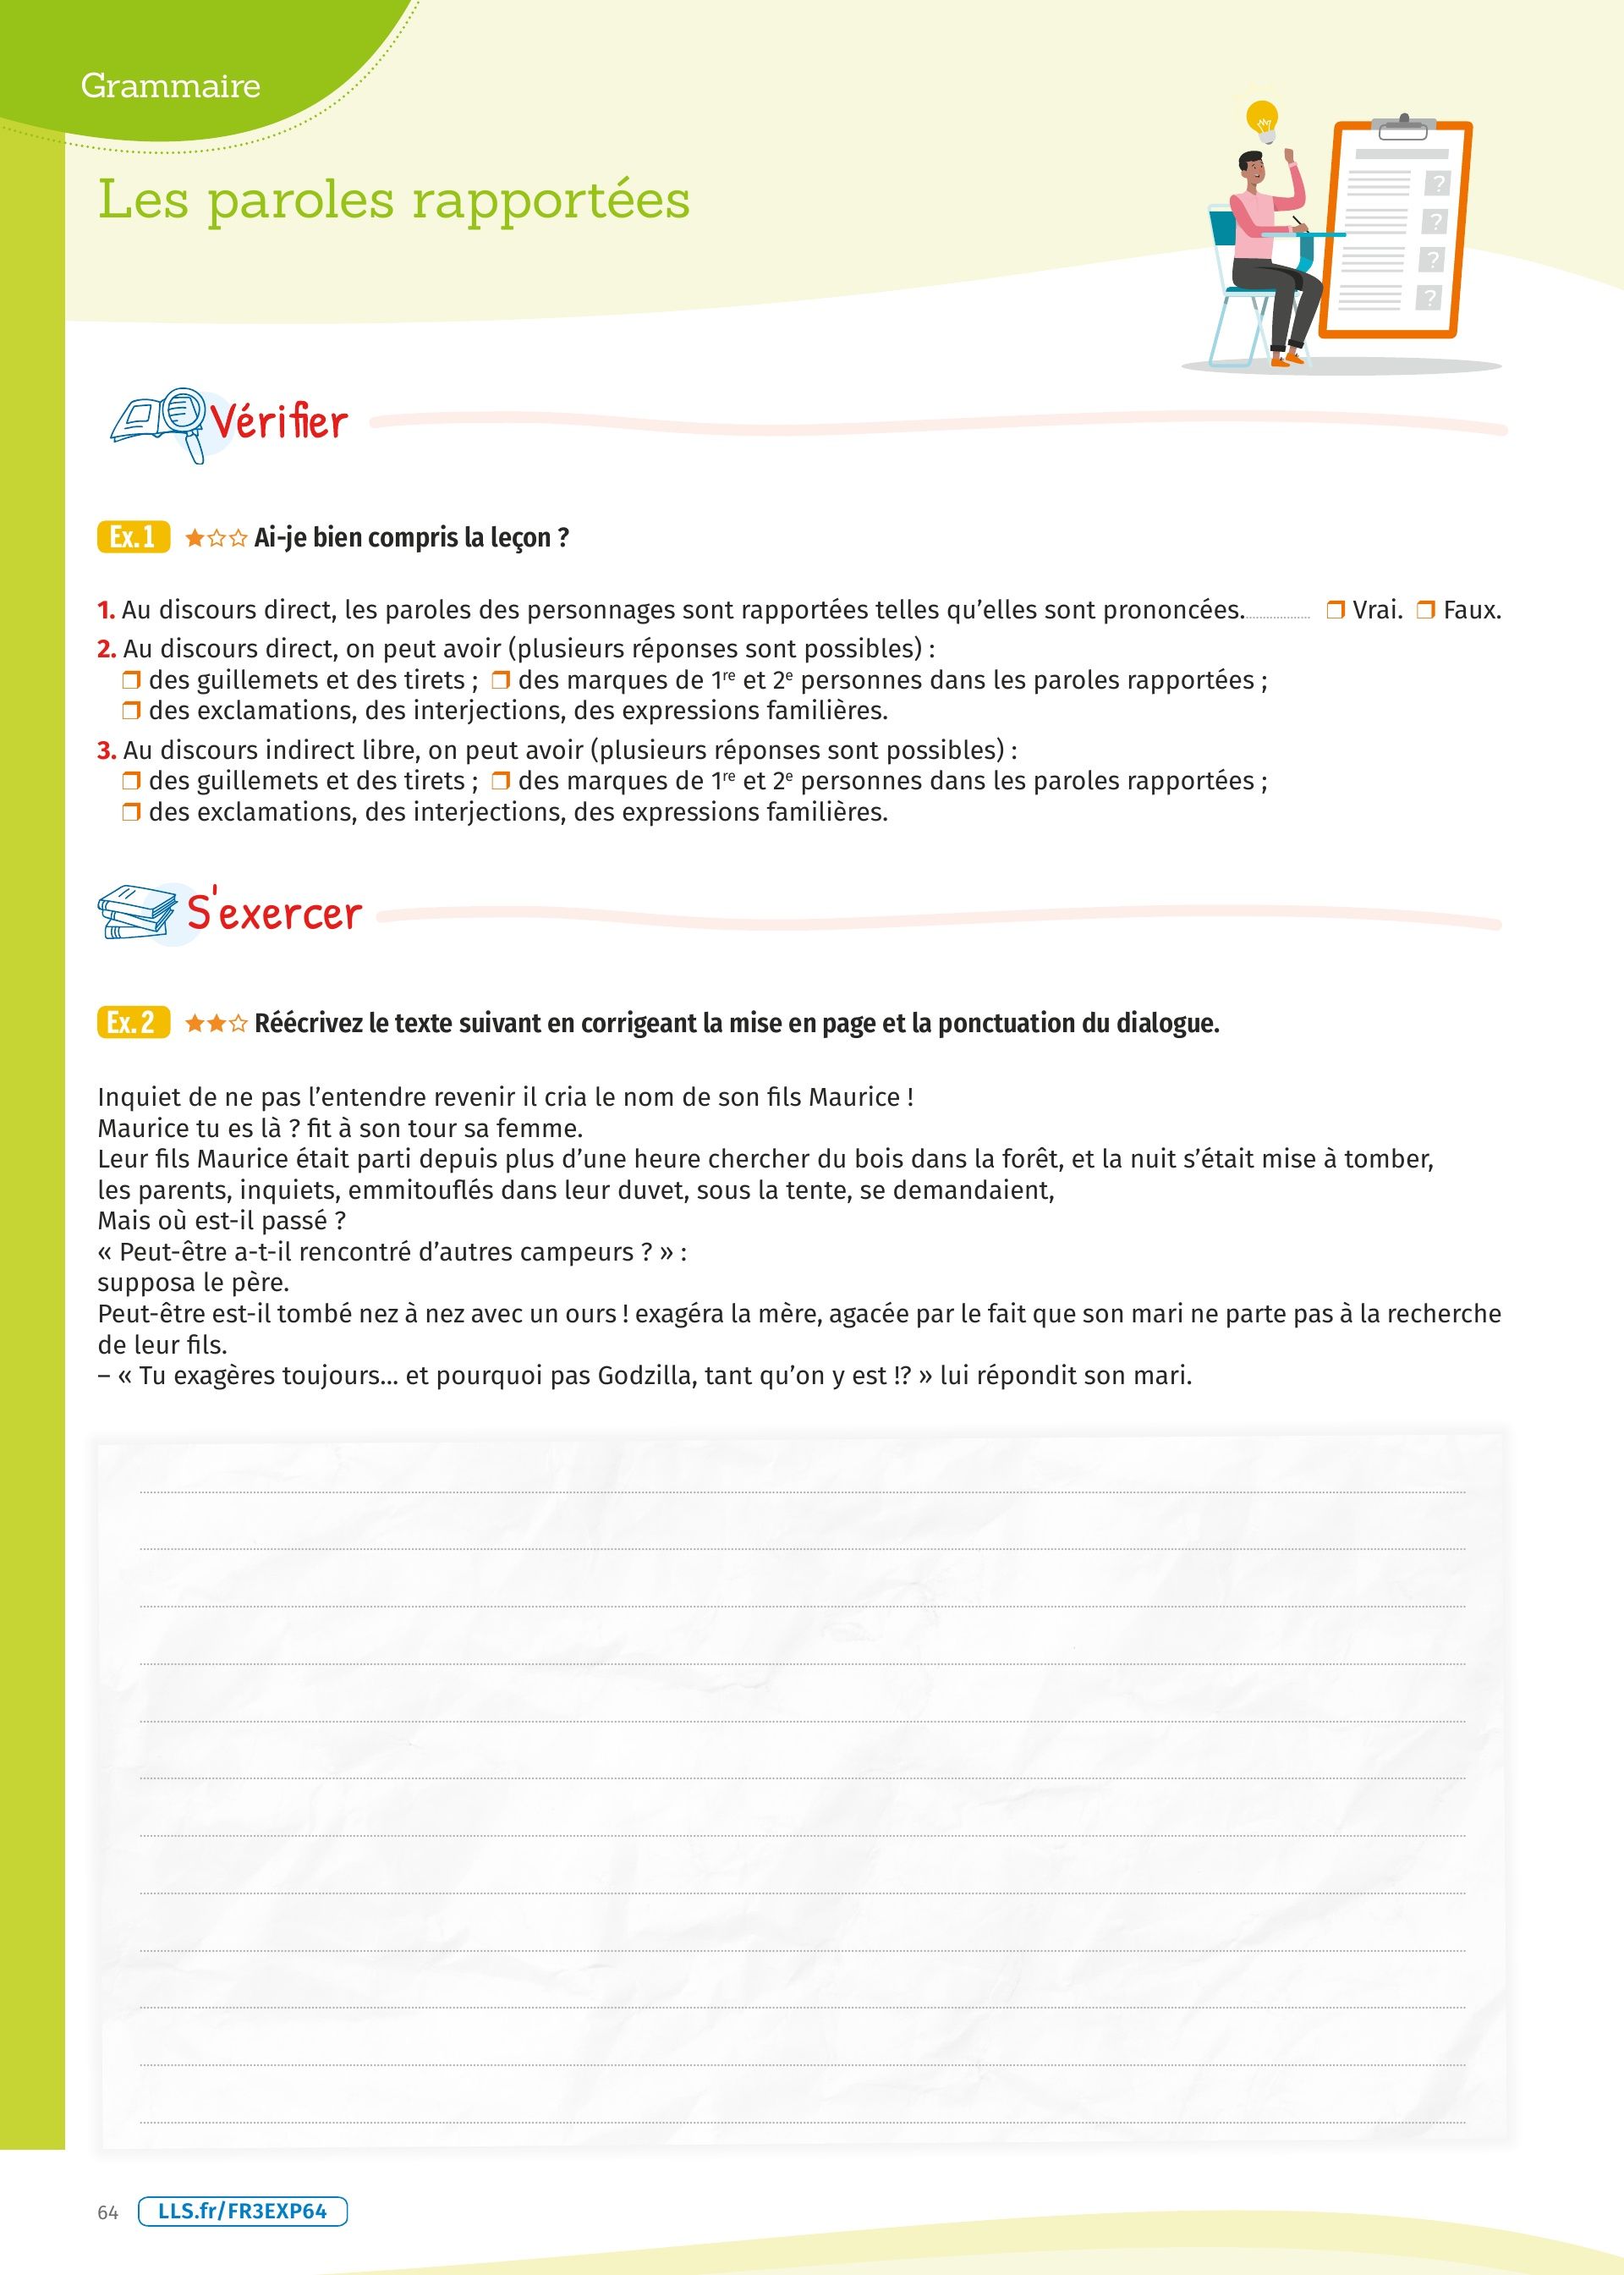 Grammaire
Les paroles rapportées
?
?
?
?
Vérifier
Ex. 1 Ai-je bien compris la leçon ?
1. Au discours direct, les paroles des personnages sont rapportées telles qu’elles sont prononcées. ❒ Vrai. ❒ Faux.
2. Au discours direct, on peut avoir (plusieurs réponses sont possibles) :
❒ des guillemets et des tirets ; ❒ des marques de 1re et 2e personnes dans les paroles rapportées ;
❒ des exclamations, des interjections, des expressions familières.
3. Au discours indirect libre, on peut avoir (plusieurs réponses sont possibles) :
❒ des guillemets et des tirets ; ❒ des marques de 1re et 2e personnes dans les paroles rapportées ;
❒ des exclamations, des interjections, des expressions familières.
S'exercer
Ex. 2 Réécrivez le texte suivant en corrigeant la mise en page et la ponctuation du dialogue.
Inquiet de ne pas l’entendre revenir il cria le nom de son fils Maurice !
Maurice tu es là ? fit à son tour sa femme.
Leur fils Maurice était parti depuis plus d’une heure chercher du bois dans la forêt, et la nuit s’était mise à tomber,
les parents, inquiets, emmitouflés dans leur duvet, sous la tente, se demandaient,
Mais où est-il passé ?
« Peut-être a-t-il rencontré d’autres campeurs ? » :
supposa le père.
Peut-être est-il tombé nez à nez avec un ours ! exagéra la mère, agacée par le fait que son mari ne parte pas à la recherche
de leur fils.
– « Tu exagères toujours… et pourquoi pas Godzilla, tant qu’on y est !? » lui répondit son mari.
64 LLS.fr/FR3EXP64